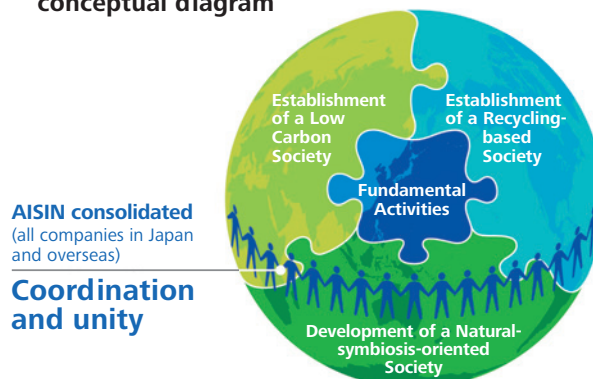 conceptual diagram
Establishment
of a Low
Carbon
Society
Establishment
of a Recycling-
based
Society
Fundamental
Activities
AISIN consolidated
(all companies in Japan
and overseas)
Coordination
and unity
Development of a Natural-
symbiosis-oriented
Society